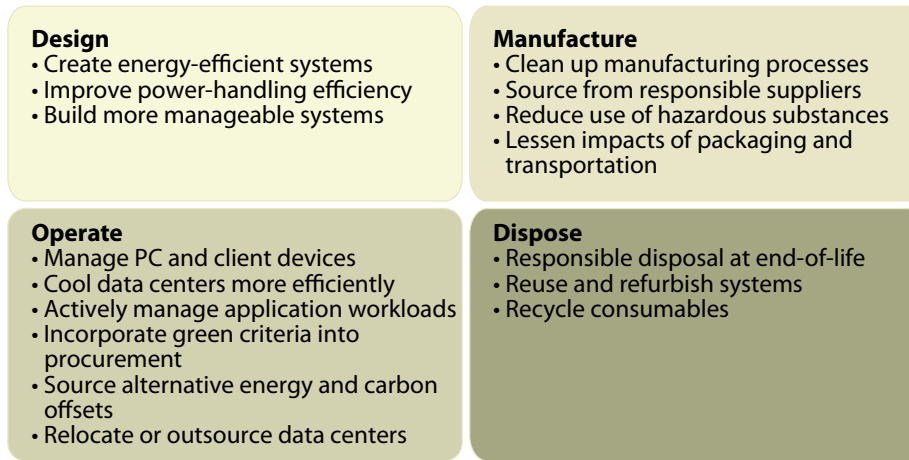 Design
• Create energy-efficient systems
• Improve power-handling efficiency
• Build more manageable systems
Manufacture
• Clean up manufacturing processes
• Source from responsible suppliers
• Reduce use of hazardous substances
• Lessen impacts of packaging and
transportation
Operate
• Manage PC and client devices
• Cool data centers more efficiently
• Actively manage application workloads
• Incorporate green criteria into
procurement
• Source alternative energy and carbon
offsets
• Relocate or outsource data centers
Dispose
• Responsible disposal at end-of-life
• Reuse and refurbish systems
• Recycle consumables